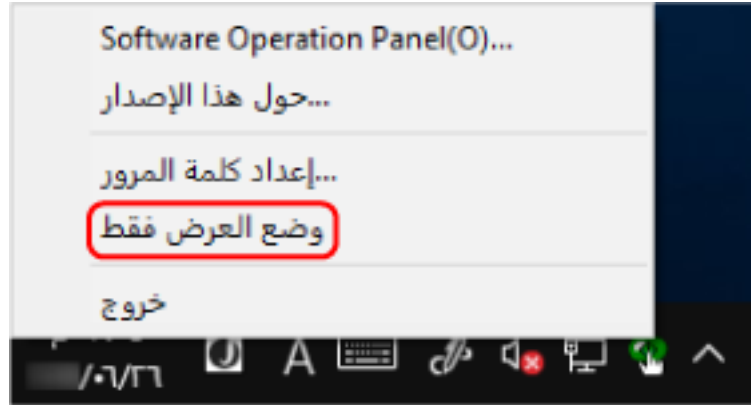 Software Operation Panel(O)...
حول هذا الإصدار...
إعداد كلمة المرور...
وضع العرض فقط
خروج
A
/٠٦/٢٦